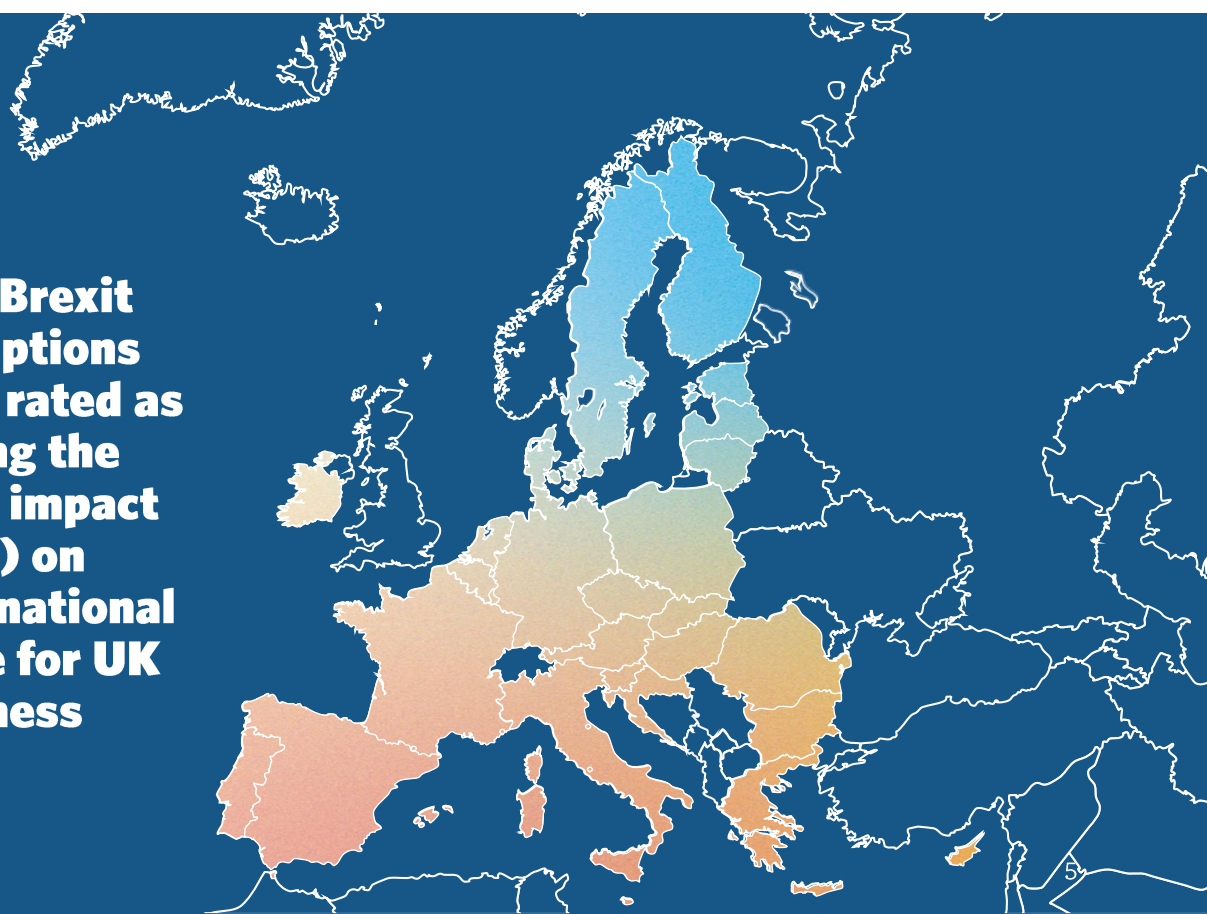 Brexit
ptions
rated as
ng the
impact
) on
national
e for UK
ness
5